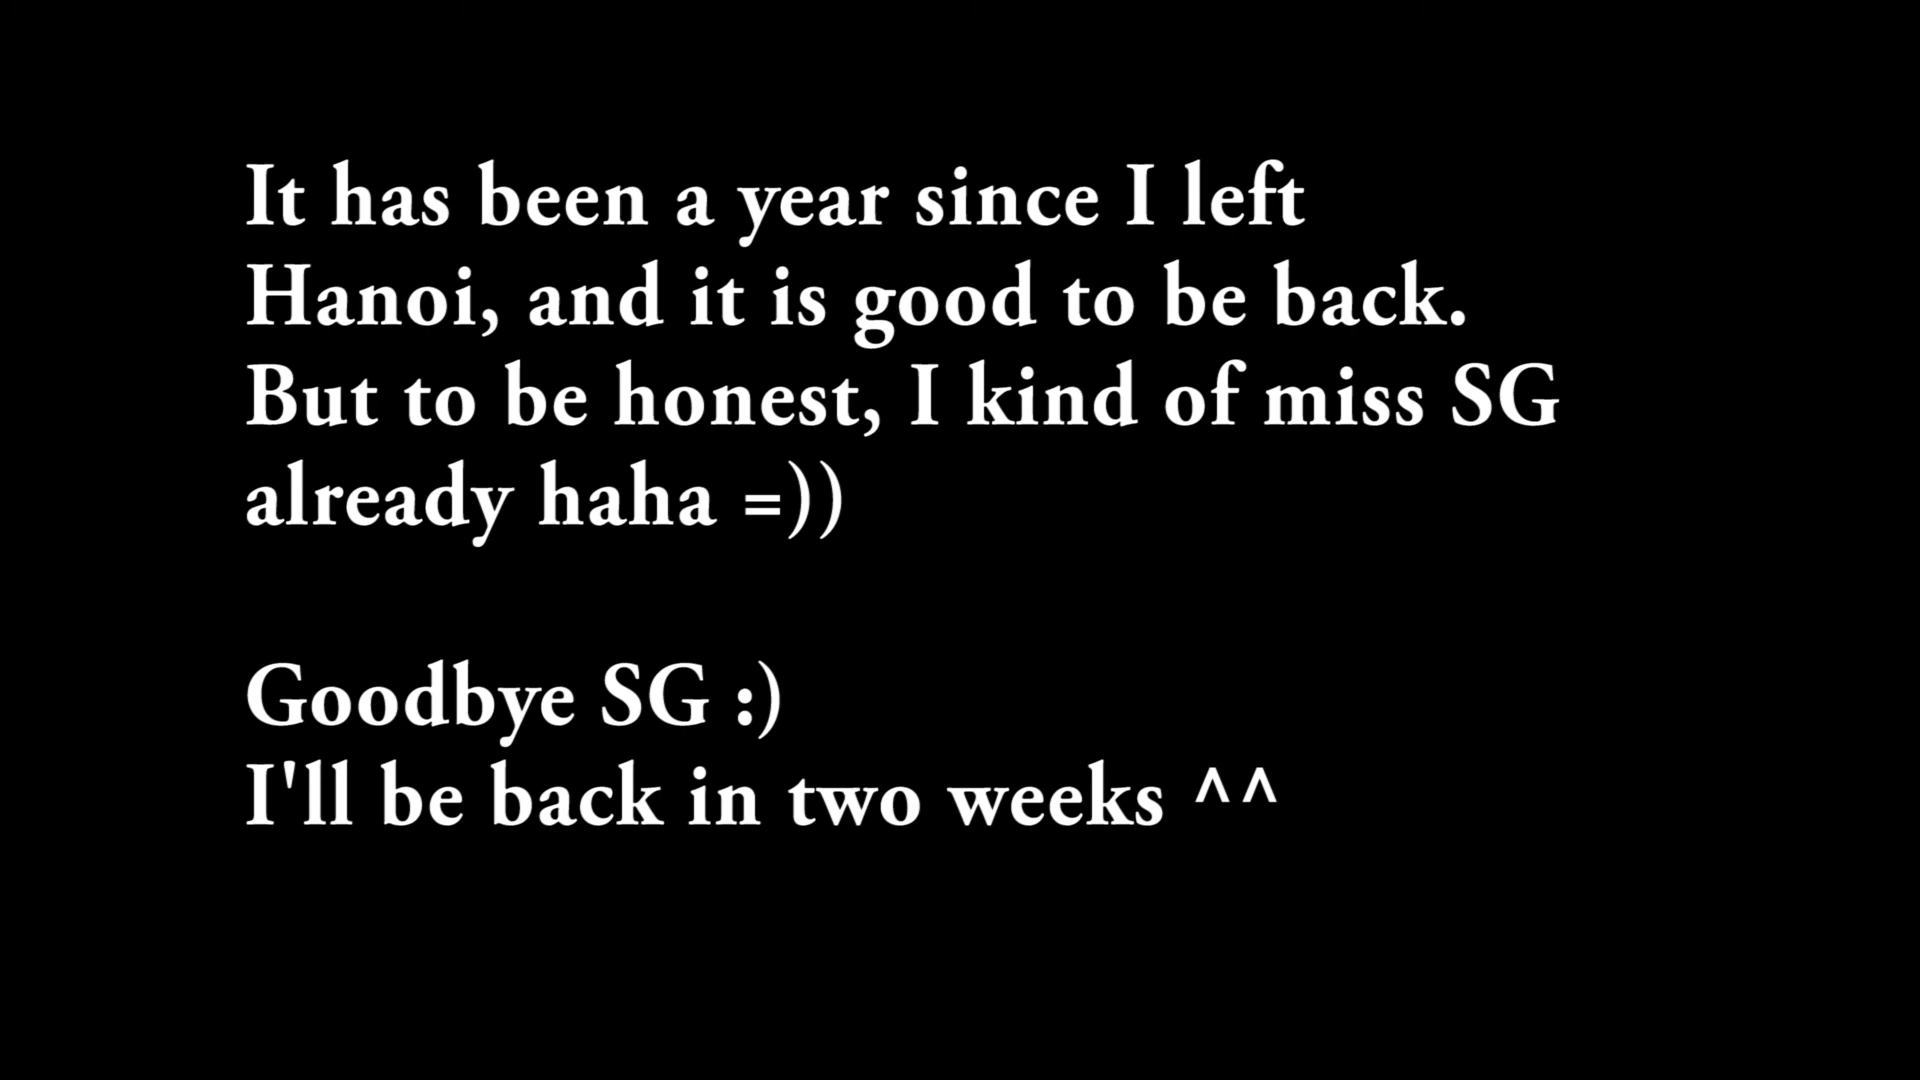 It has been a year since I left
Hanoi, and it is good to be back.
But to be honest, I kind of miss SG
already haha =))
Goodbye SG :)
I'll be back in two weeks ^^